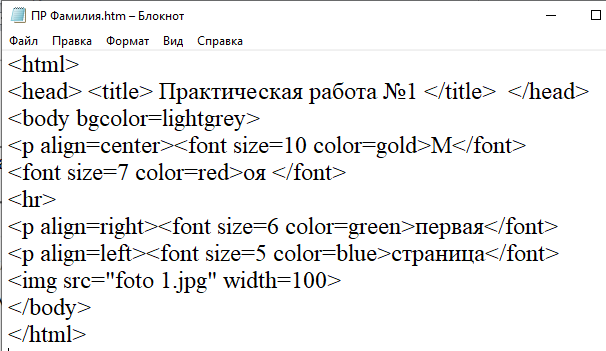 ПР Фамилия.htm – Блокнот
Файл Правка Формат Вид Справка
<html>
<head> <title> Практическая работа №1 </title>  </head>
<body bgcolor=lightgrey>
<p align=center><font size=10 color=gold>М</font>
<font size=7 color=red>оя </font>
<hr>
<p align=right><font size=6 color=green>первая</font>
<p align=left><font size=5 color=blue>страница</font>
<img src="foto 1.jpg" width=100>
</body>
</html>